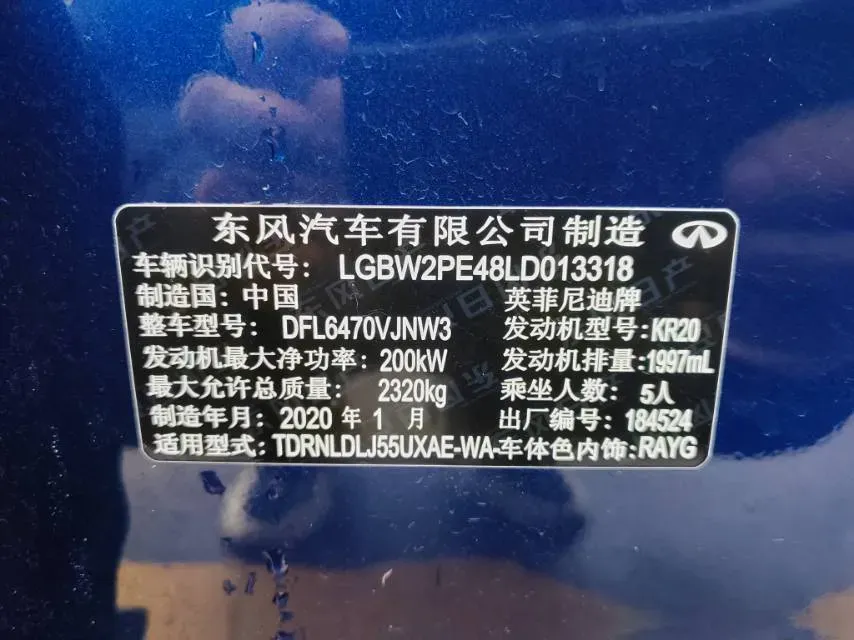 东风汽车有限公司制造
车辆识别代号： LGBW2PE48LD013318
制造国：中国 英菲尼迪牌
整车型号： DFL6470VJNW3 发动机型号：KR20
发动机最大净功率：200kW 发动机排量：1997mL
最大允许总质量： 2320kg 乘坐人数： 5人
制造年月：2020 年 1 月 出厂编号：184524
适用型式：TDRNLDLJ55UXAE-WA-车体色内饰：RAYG